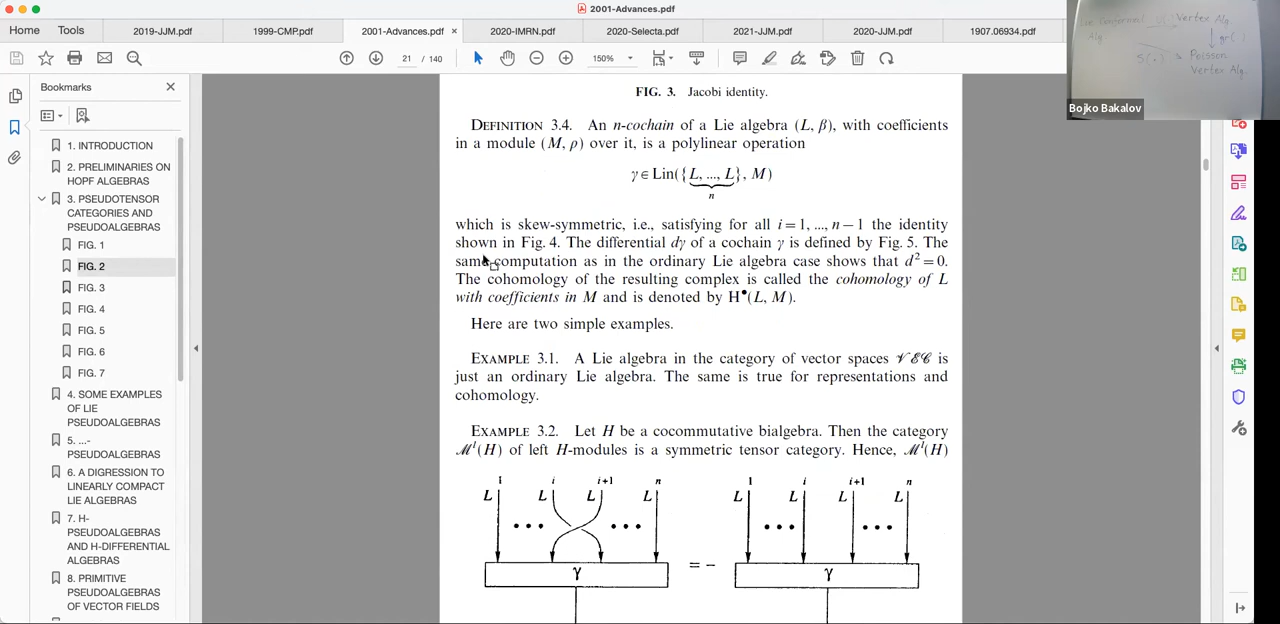 2001-Advances.pdf
Home
Tools
2019-JJM.pdf
1999-CMP.pdf
2001-Advances.pdf
2020-IMRN.pdf
2020-Selecta.pdf
2021-JJM.pdf
2020-JJM.pdf
1907.06934.pdf
21 / 140
150%
Bookmarks
1. INTRODUCTION
2. PRELIMINARIES ON
HOPF ALGEBRAS
3. PSEUDOTENSOR
CATEGORIES AND
PSEUDOALGEBRAS
FIG. 1
FIG. 2
FIG. 3
FIG. 4
FIG. 5
FIG. 6
FIG. 7
4. SOME EXAMPLES
OF LIE
PSEUDOALGEBRAS
5. ...-
PSEUDOALGEBRAS
6. A DIGRESSION TO
LINEARLY COMPACT
LIE ALGEBRAS
7. H-
PSEUDOALGEBRAS
AND H-DIFFERENTIAL
ALGEBRAS
8. PRIMITIVE
PSEUDOALGEBRAS
OF VECTOR FIELDS
FIG. 3. Jacobi identity.
DEFINITION 3.4. An n-cochain of a Lie algebra (L, β), with coefficients
in a module (M, ρ) over it, is a polylinear operation
γ ∈ Lin({L, ..., L}, M)
n
which is skew-symmetric, i.e., satisfying for all i = 1, ..., n − 1 the identity
shown in Fig. 4. The differential dγ of a cochain γ is defined by Fig. 5. The
same computation as in the ordinary Lie algebra case shows that d² = 0.
The cohomology of the resulting complex is called the cohomology of L
with coefficients in M and is denoted by H•(L, M).
Here are two simple examples.
EXAMPLE 3.1. A Lie algebra in the category of vector spaces 𝒱ℰ𝒞 is
just an ordinary Lie algebra. The same is true for representations and
cohomology.
EXAMPLE 3.2. Let H be a cocommutative bialgebra. Then the category
ℳˡ(H) of left H-modules is a symmetric tensor category. Hence, ℳˡ(H)
1 i i+1 n
L L L L
••• •••
γ
= −
1 i i+1 n
L L L L
••• •••
γ
Lie Conformal
Alg
Vertex Alg.
gr( )
S( )
Poisson
Vertex Alg.
Bojko Bakalov